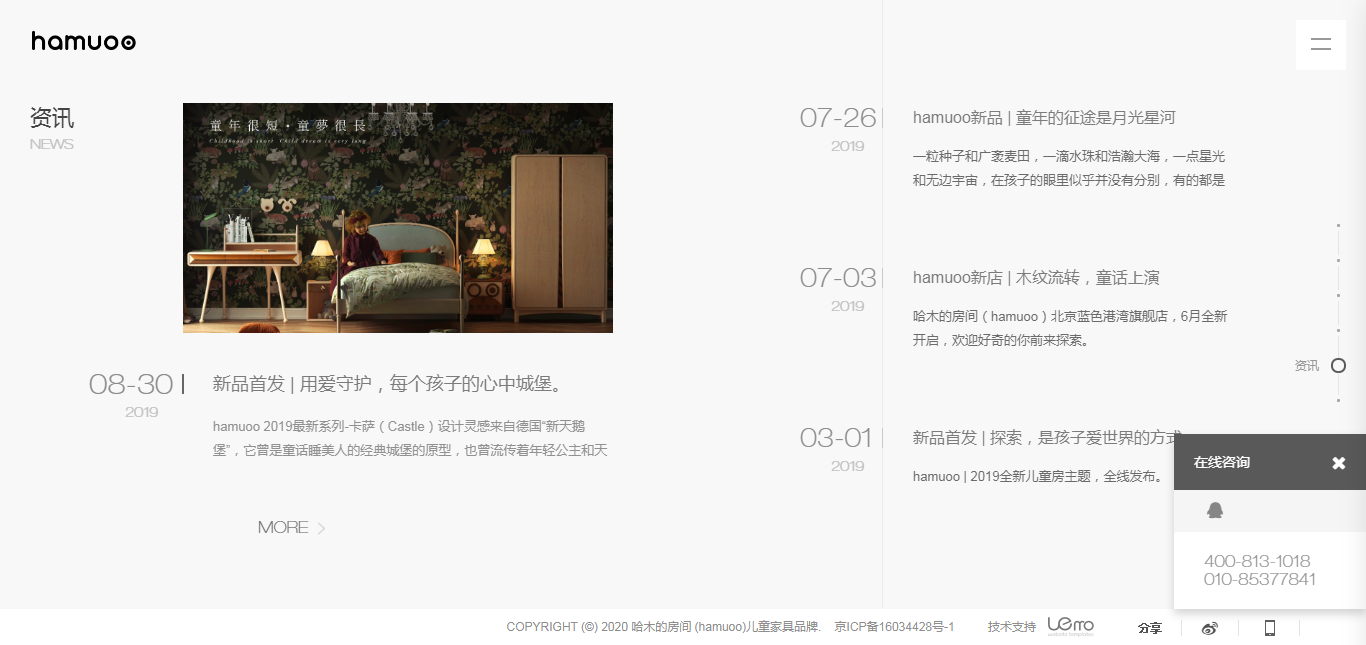 hamuoo
资讯
NEWS
童年很短·童夢很長
Childhood is short Child dream is very long
08-30
2019
新品首发 | 用爱守护，每个孩子的心中城堡。
hamuoo 2019最新系列-卡萨（Castle）设计灵感来自德国“新天鹅
堡”，它曾是童话睡美人的经典城堡的原型，也曾流传着年轻公主和天
MORE
07-26
2019
hamuoo新品 | 童年的征途是月光星河
一粒种子和广袤麦田，一滴水珠和浩瀚大海，一点星光
和无边宇宙，在孩子的眼里似乎并没有分别，有的都是
07-03
2019
hamuoo新店 | 木纹流转，童话上演
哈木的房间（hamuoo）北京蓝色港湾旗舰店，6月全新
开启，欢迎好奇的你前来探索。
03-01
2019
新品首发 | 探索，是孩子爱世界的方式
hamuoo | 2019全新儿童房主题，全线发布。
资讯
在线咨询
400-813-1018
010-85377841
COPYRIGHT (©) 2020 哈木的房间 (hamuoo)儿童家具品牌. 京ICP备16034428号-1 技术支持 分享